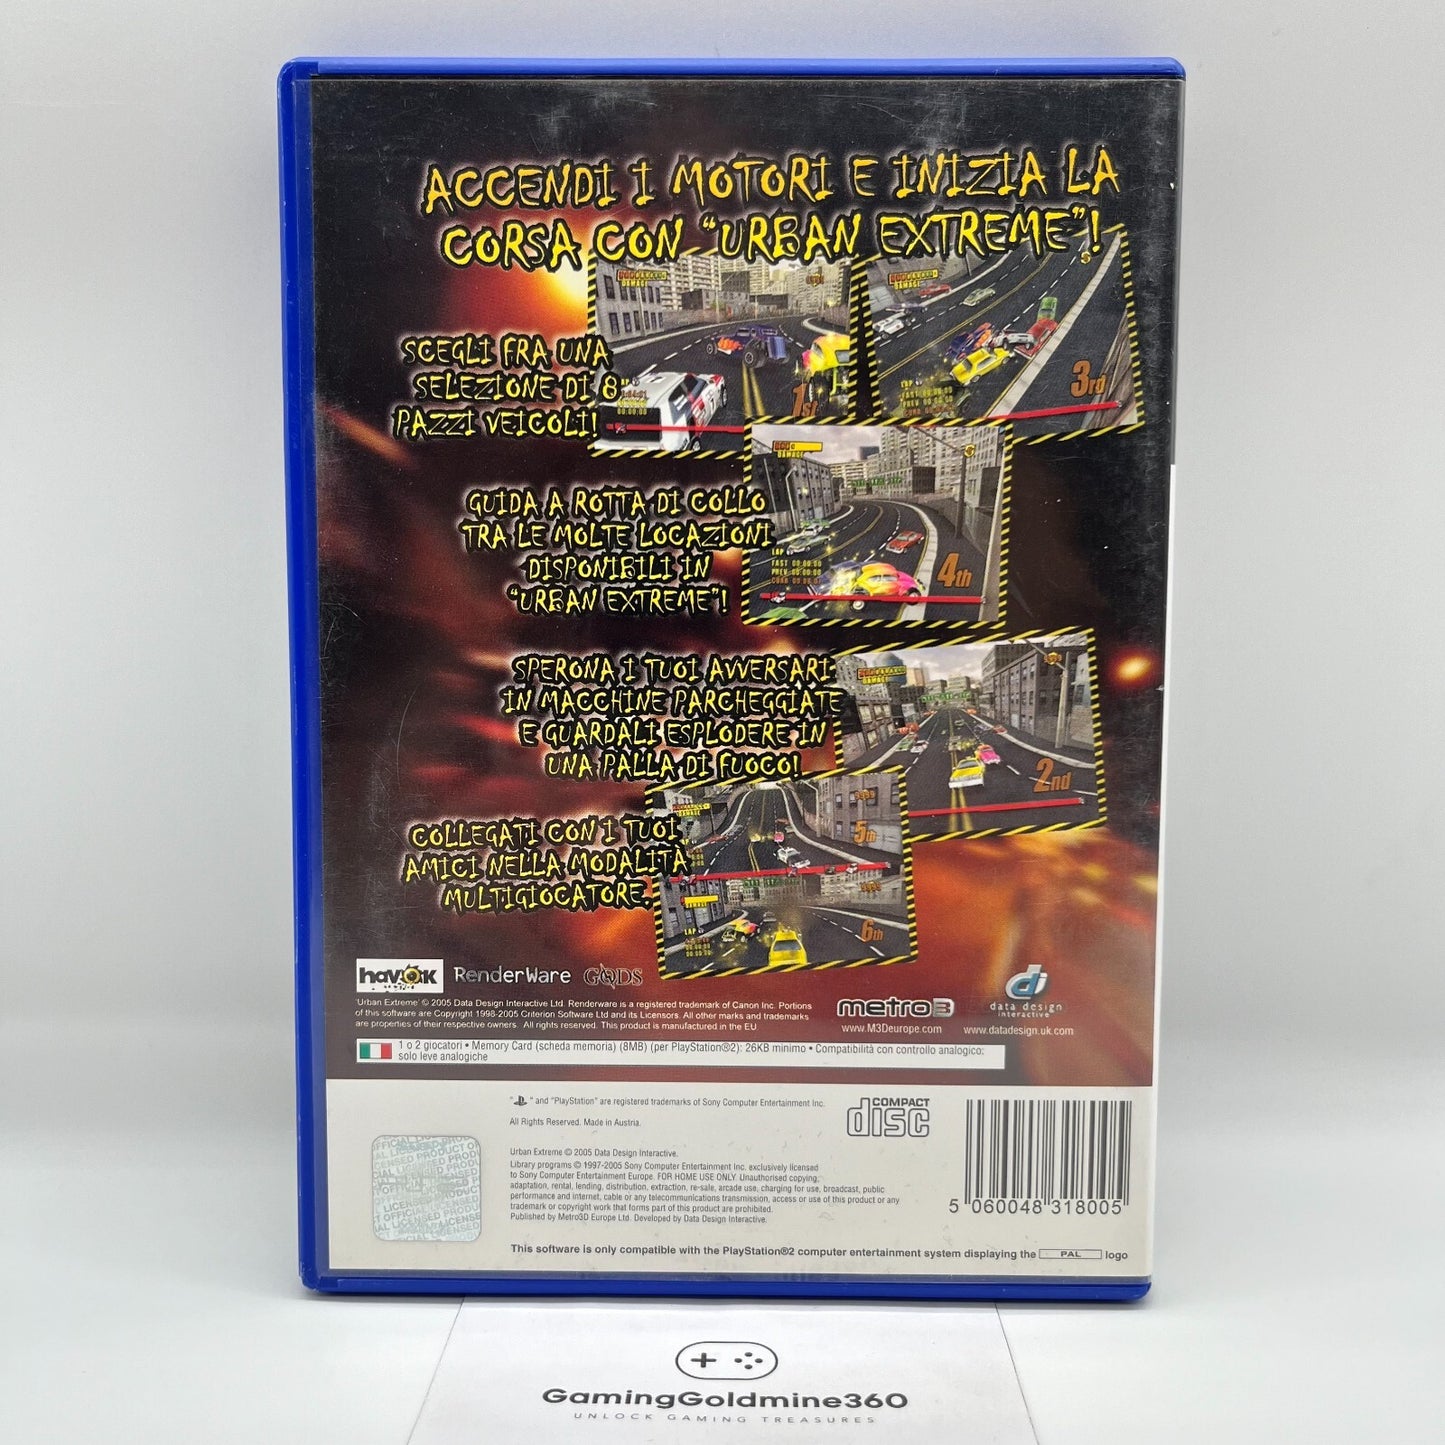 ACCENDI I MOTORI E INIZIA LA
CORSA CON "URBAN EXTREME"!
SCEGLI FRA UNA
SELEZIONE DI 8
PAZZI VEICOLI!
1st
3rd
GUIDA A ROTTA DI COLLO
TRA LE MOLTE LOCAZIONI
DISPONIBILI IN
"URBAN EXTREME"!
DAMAGE
LAP
4th
SPERONA I TUOI AVVERSARI
IN MACCHINE PARCHEGGIATE
E GUARDALI ESPLODERE IN
UNA PALLA DI FUOCO!
2nd
COLLEGATI CON I TUOI
AMICI NELLA MODALITÀ
MULTIGIOCATORE.
5th
6th
havok
RenderWare
GODS
'Urban Extreme' © 2005 Data Design Interactive Ltd. Renderware is a registered trademark of Canon Inc. Portions
of this software are Copyright 1998-2005 Criterion Software Ltd and its Licensors. All other marks and trademarks
are properties of their respective owners. All rights reserved. This product is manufactured in the EU
metro3
www.M3Deurope.com
data design
interactive
www.datadesign.uk.com
1 o 2 giocatori • Memory Card (scheda memoria) (8MB) (per PlayStation®2): 26KB minimo • Compatibilità con controllo analogico:
solo leve analogiche
" " and "PlayStation" are registered trademarks of Sony Computer Entertainment Inc.
All Rights Reserved. Made in Austria.
COMPACT
disc
Urban Extreme © 2005 Data Design Interactive.
Library programs © 1997-2005 Sony Computer Entertainment Inc. exclusively licensed
to Sony Computer Entertainment Europe. FOR HOME USE ONLY. Unauthorised copying,
adaptation, rental, lending, distribution, extraction, re-sale, arcade use, charging for use, broadcast, public
performance and internet, cable or any telecommunications transmission, access or use of this product or any
trademark or copyright work that forms part of this product are prohibited.
Published by Metro3D Europe Ltd. Developed by Data Design Interactive.
5 060048 318005
This software is only compatible with the PlayStation®2 computer entertainment system displaying the PAL logo
GamingGoldmine360
UNLOCK GAMING TREASURES